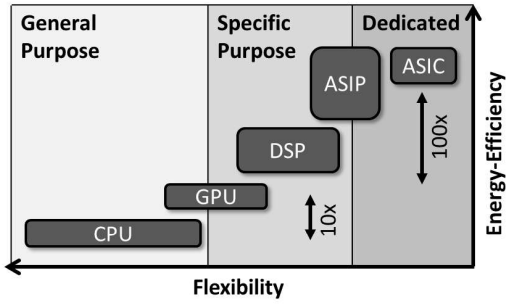 General
Purpose
Specific
Purpose
Dedicated
ASIP
ASIC
DSP
GPU
CPU
10x
100x
Energy-Efficiency
Flexibility